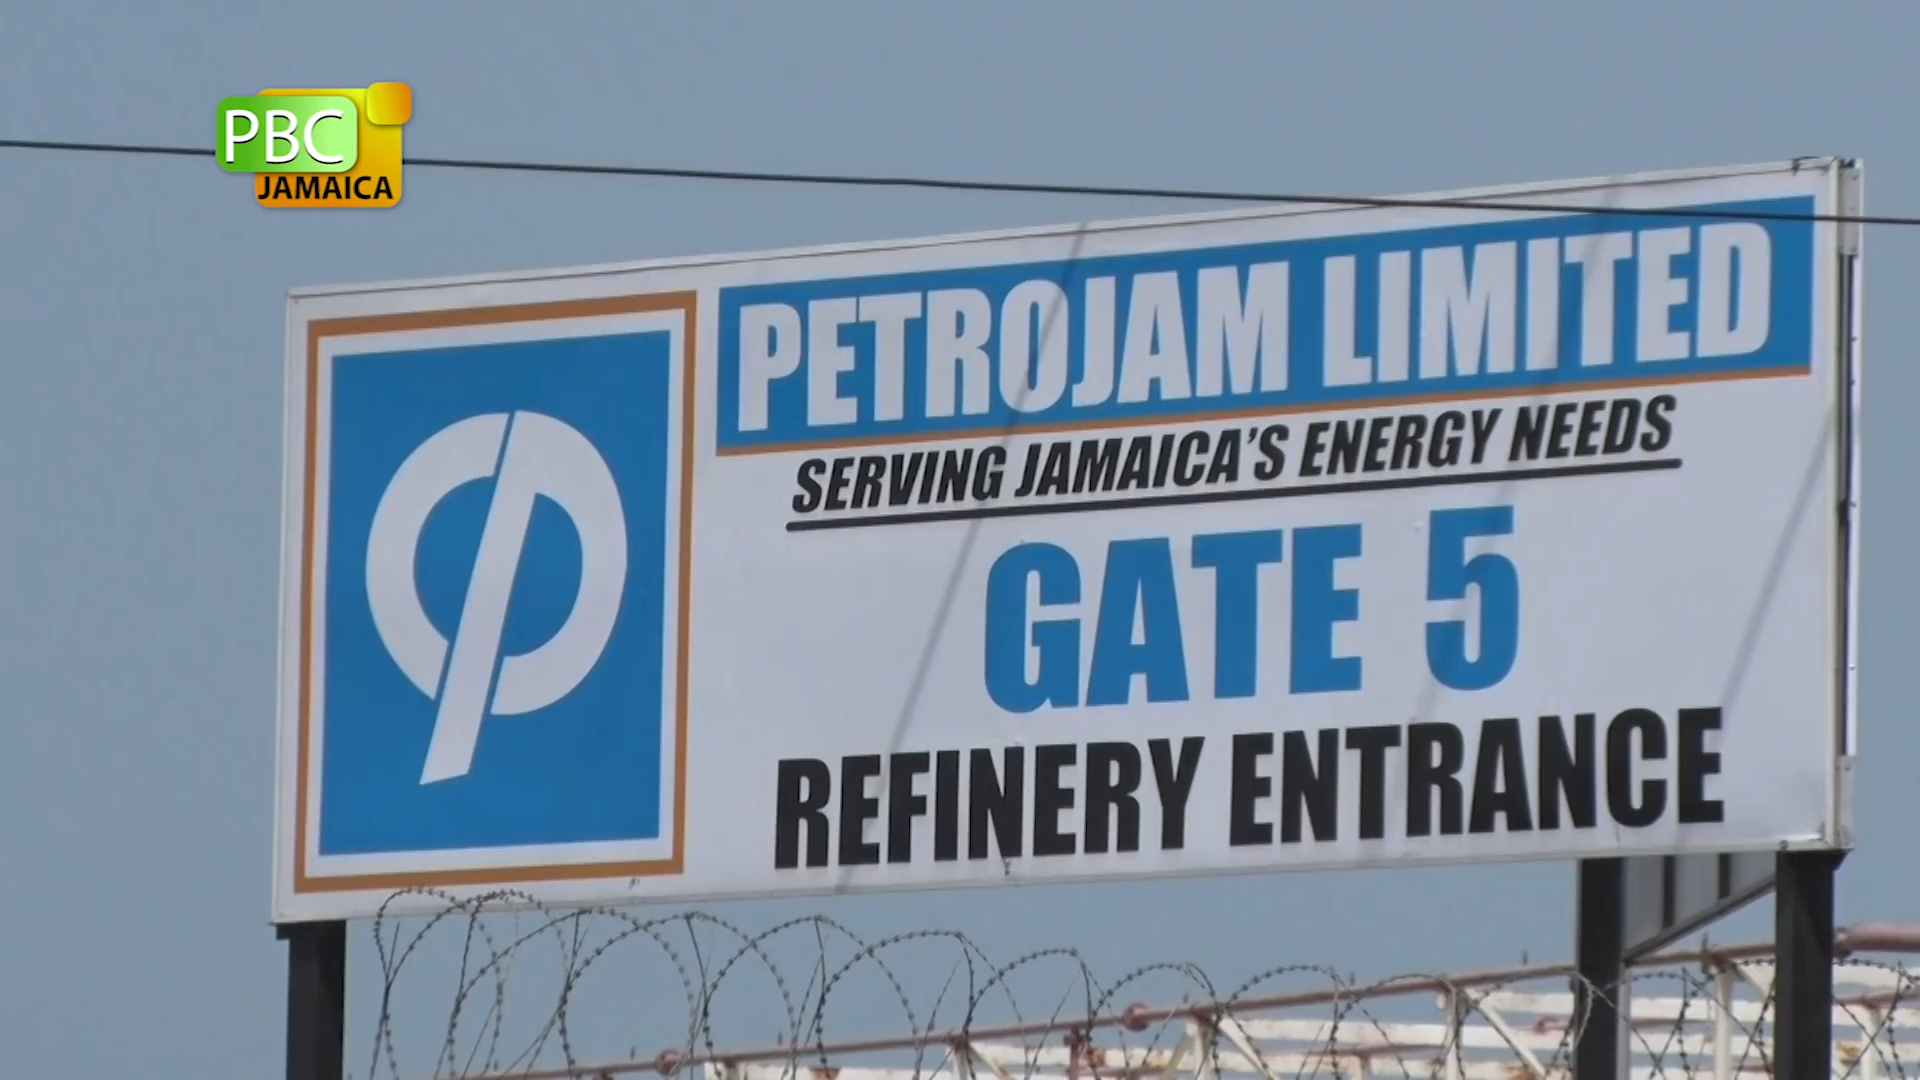 PBC
JAMAICA
PETROJAM LIMITED
SERVING JAMAICA'S ENERGY NEEDS
GATE 5
REFINERY ENTRANCE